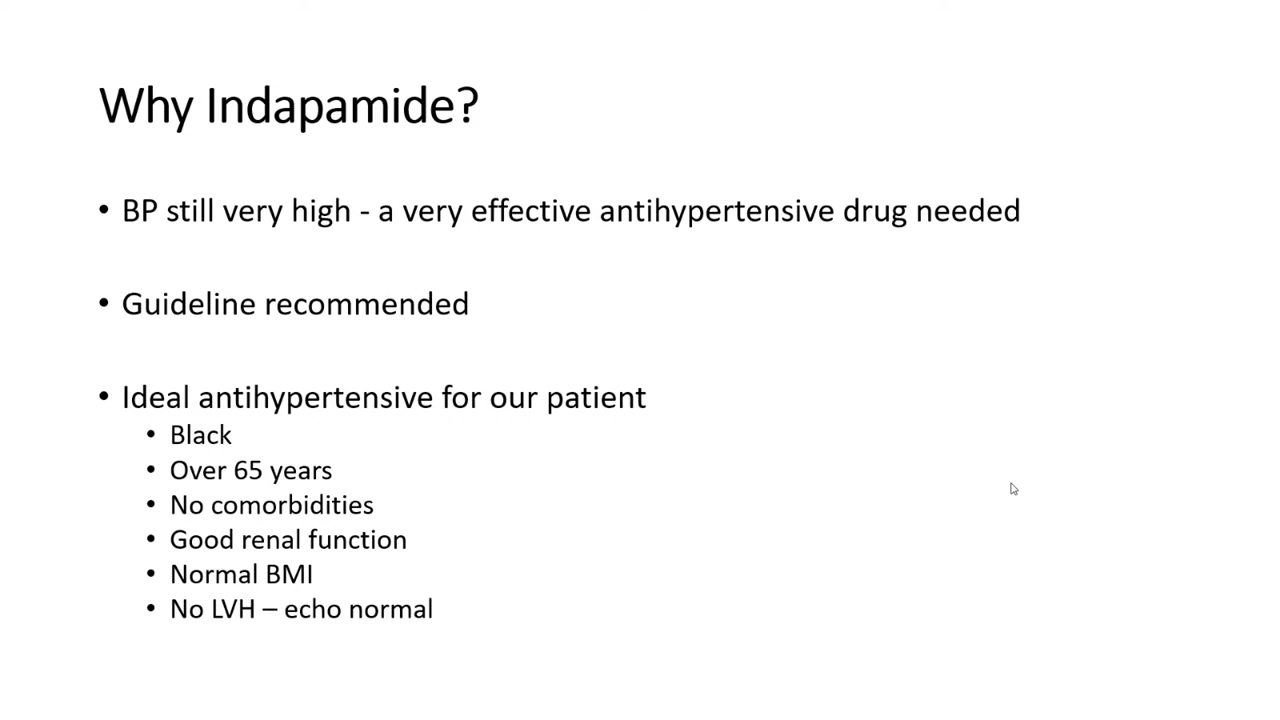 Why Indapamide?
• BP still very high - a very effective antihypertensive drug needed
• Guideline recommended
• Ideal antihypertensive for our patient
• Black
• Over 65 years
• No comorbidities
• Good renal function
• Normal BMI
• No LVH – echo normal